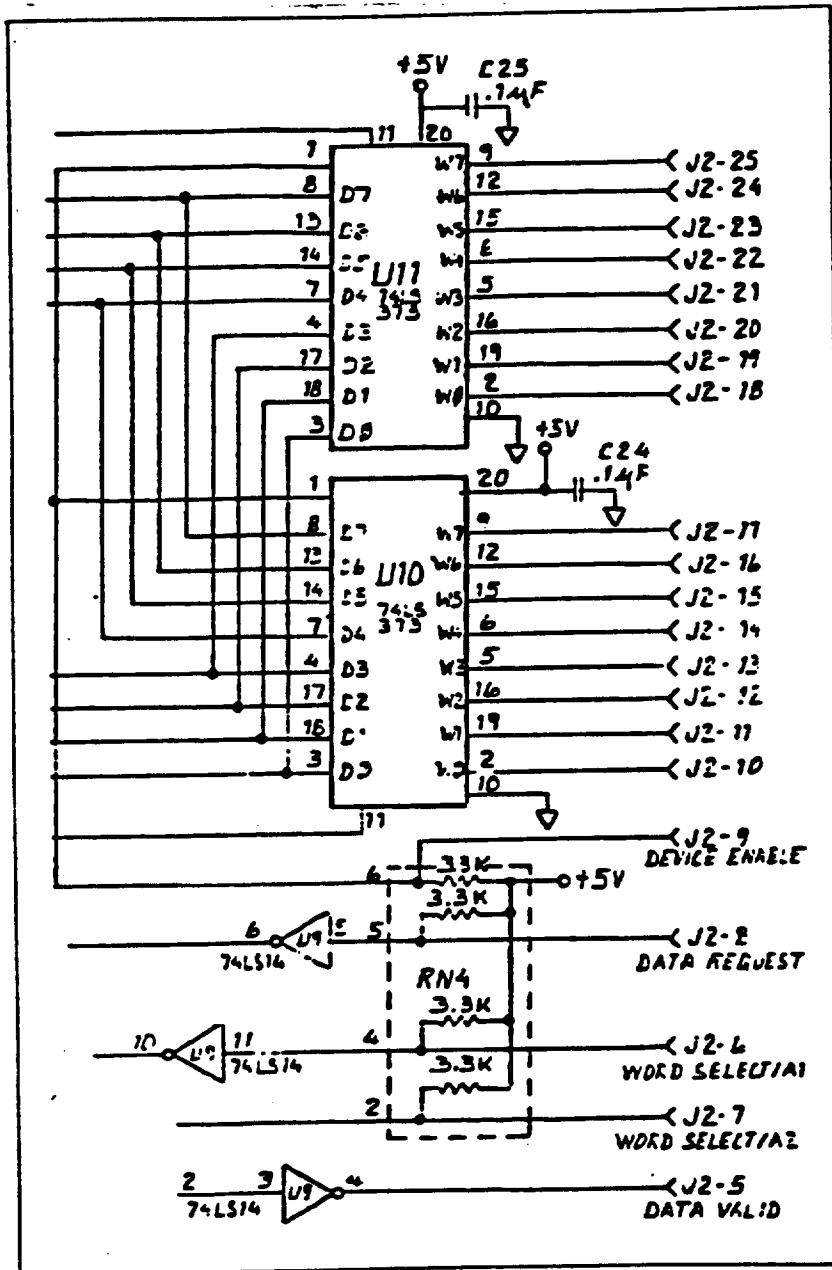 +5V
C25
.1µF
11
20
1
W7 9 J2-25
8 D7
W6 12 J2-24
13
W5 15 J2-23
14
W4 J2-22
U11
74LS
373
7 D4
W3 5 J2-21
4
W2 16 J2-20
17 D2
W1 19 J2-19
18 D1
W0 2 J2-18
10
3
+5V
C24
.1µF
1
20
8
W7 9 J2-17
13
W6 12 J2-16
U10
74LS
373
14
W5 15 J2-15
7 D4
W4 6 J2-14
4 D3
W3 5 J2-13
17 D2
W2 16 J2-12
W1 19 J2-11
3
2 J2-10
10
11
J2-9
DEVICE ENABLE
6
3.3K
+5V
3.3K
6 U9 5 5
74LS14
DATA REQUEST
RN4
3.3K
10 U9 11 4
74LS14
J2-6
WORD SELECT/A1
3.3K
2 J2-7
WORD SELECT/A2
2 3 U9 4 J2-5
74LS14
DATA VALID